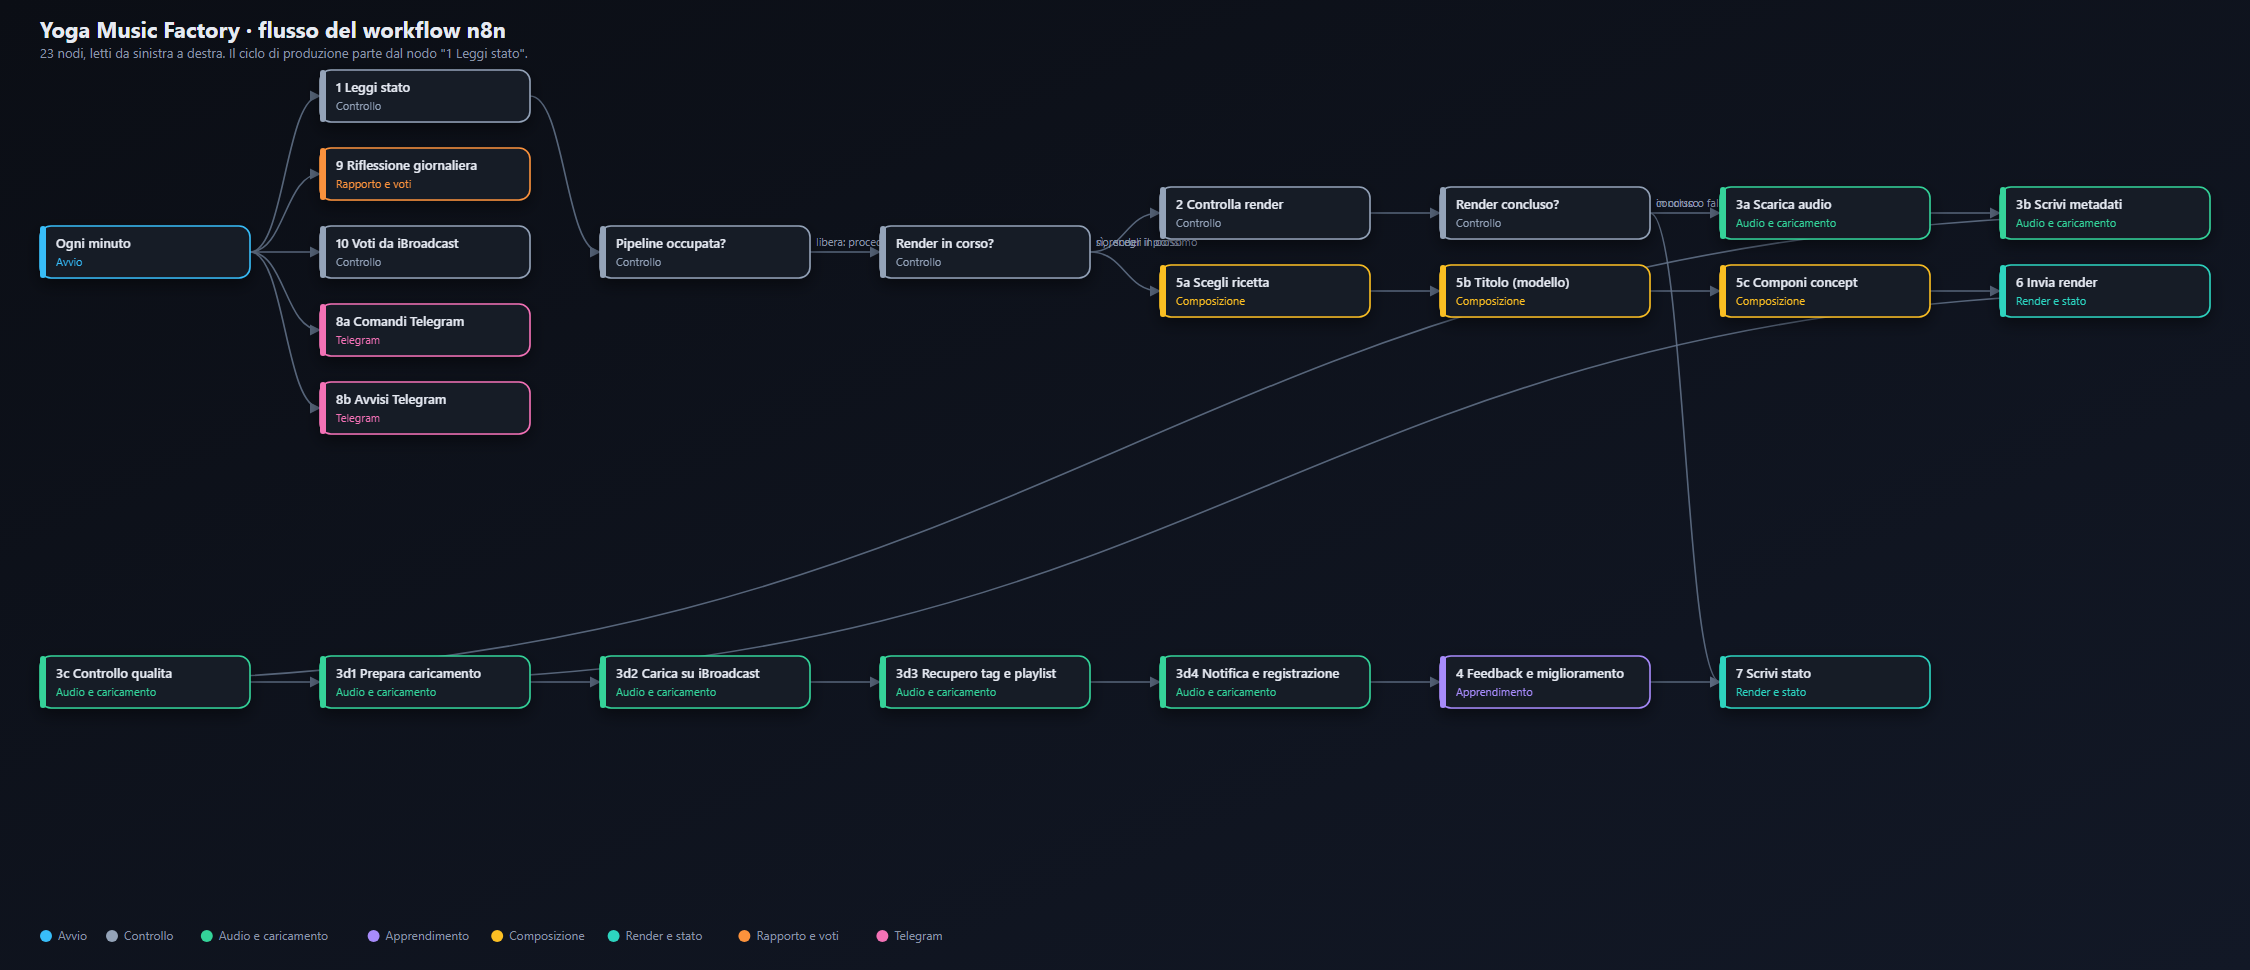 Yoga Music Factory · flusso del workflow n8n
23 nodi, letti da sinistra a destra. Il ciclo di produzione parte dal nodo "1 Leggi stato".
1 Leggi stato
Controllo
9 Riflessione giornaliera
Rapporto e voti
Ogni minuto
Avvio
10 Voti da iBroadcast
Controllo
8a Comandi Telegram
Telegram
8b Avvisi Telegram
Telegram
Pipeline occupata?
Controllo
libera:
Render in corso?
Controllo
2 Controlla render
Controllo
Render concluso?
Controllo
3a Scarica audio
Audio e caricamento
3b Scrivi metadati
Audio e caricamento
5a Scegli ricetta
Composizione
5b Titolo (modello)
Composizione
5c Componi concept
Composizione
6 Invia render
Render e stato
3c Controllo qualita
Audio e caricamento
3d1 Prepara caricamento
Audio e caricamento
3d2 Carica su iBroadcast
Audio e caricamento
3d3 Recupero tag e playlist
Audio e caricamento
3d4 Notifica e registrazione
Audio e caricamento
4 Feedback e miglioramento
Apprendimento
7 Scrivi stato
Render e stato
Avvio
Controllo
Audio e caricamento
Apprendimento
Composizione
Render e stato
Rapporto e voti
Telegram